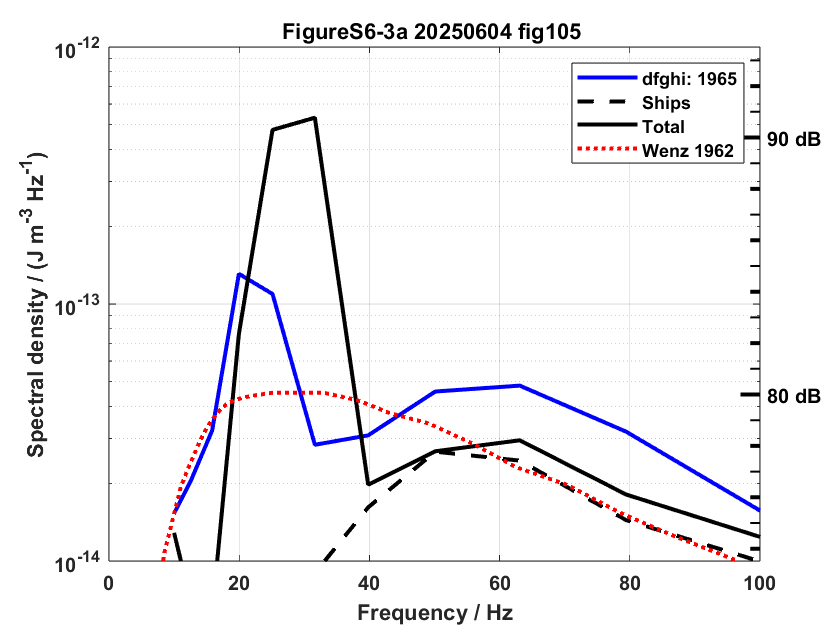 FigureS6-3a 20250604 fig105
10^-12
10^-13
10^-14
Spectral density / (J m^-3 Hz^-1)
dfghi: 1965
Ships
Total
Wenz 1962
90 dB
80 dB
0 20 40 60 80 100
Frequency / Hz